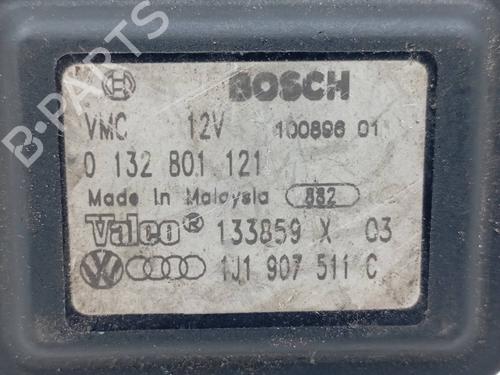 BOSCH
VMC 12V 100896 01
0 132 801 121
Made In Malaysia 882
Valeo® 133859 X 03
VW 1J1 907 511 C
B-PARTS